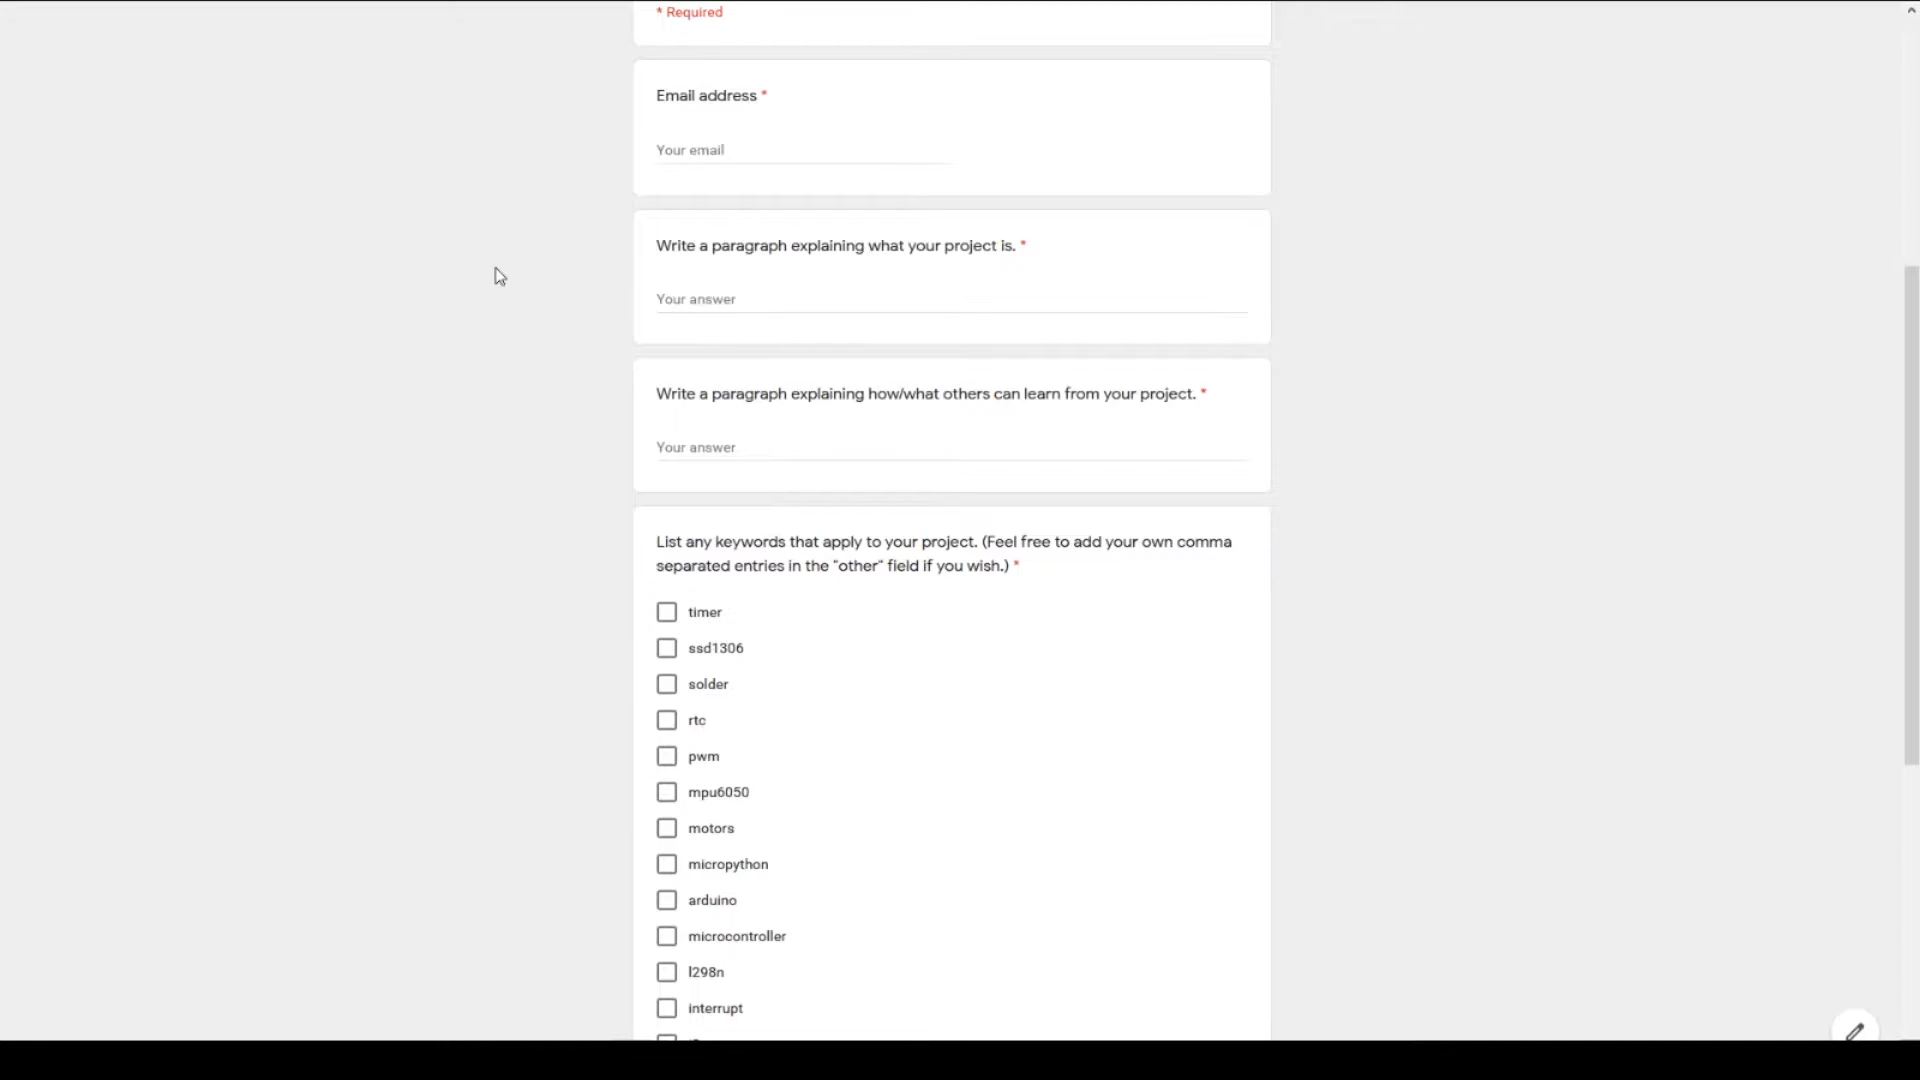 * Required
Email address *
Your email
Write a paragraph explaining what your project is. *
Your answer
Write a paragraph explaining how/what others can learn from your project. *
Your answer
List any keywords that apply to your project. (Feel free to add your own comma
separated entries in the "other" field if you wish.) *
timer
ssd1306
solder
rtc
pwm
mpu6050
motors
micropython
arduino
microcontroller
l298n
interrupt